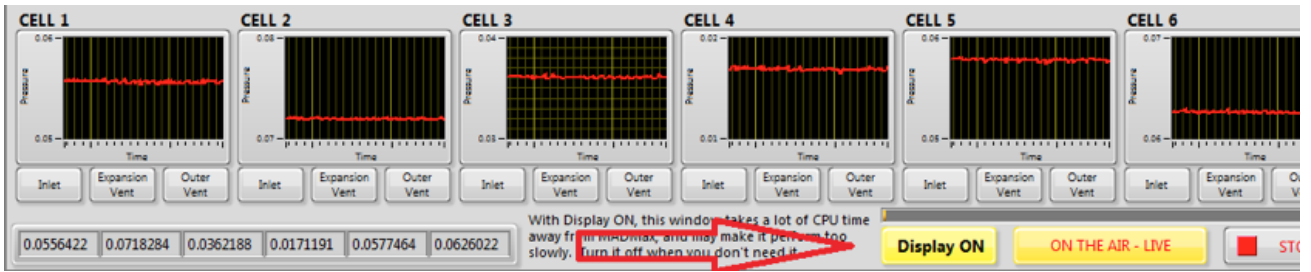 CELL 1
CELL 2
CELL 3
CELL 4
CELL 5
CELL 6
0.06
0.08
0.04
0.02
0.06
0.07
Pressure
Pressure
Pressure
Pressure
Pressure
Pressure
0.05
0.07
0.03
0.01
0.05
0.06
Time
Time
Time
Time
Time
Time
Inlet
Expansion
Vent
Outer
Vent
Inlet
Expansion
Vent
Outer
Vent
Inlet
Expansion
Vent
Outer
Vent
Inlet
Expansion
Vent
Outer
Vent
Inlet
Expansion
Vent
Outer
Vent
Inlet
Expansion
Vent
Ou
0.0556422 0.0718284 0.0362188 0.0171191 0.0577464 0.0626022
With Display ON, this window takes a lot of CPU time
away from MADMax, and may make it perform too
slowly. Turn it off when you don't need it.
Display ON
ON THE AIR - LIVE
STO